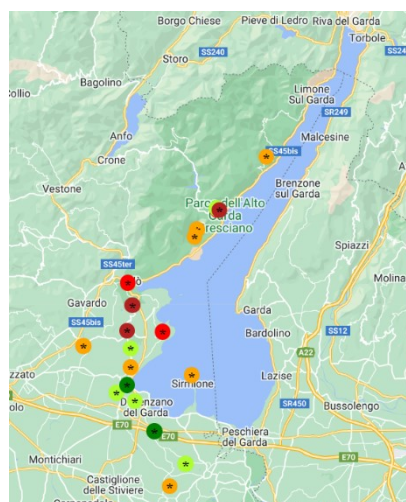 Borgo Chiese
Pieve di Ledro
Riva del Garda
Torbole
SS240
SS24
Storo
Collio
Bagolino
Limone
Sul Garda
SR249
Anfo
Malcesine
Crone
SS45bis
Vestone
Brenzone
sul Garda
Parco dell'Alto
Garda
Bresciano
Spiazzi
SS45ter
Molina
Gavardo
Garda
SS45bis
Bardolino
SS12
A22
Sirmione
Lazise
Bussolengo
Desenzano
del Garda
SR450
E70
E70
Peschiera
del Garda
E70
Montichiari
Castiglione
delle Stiviere